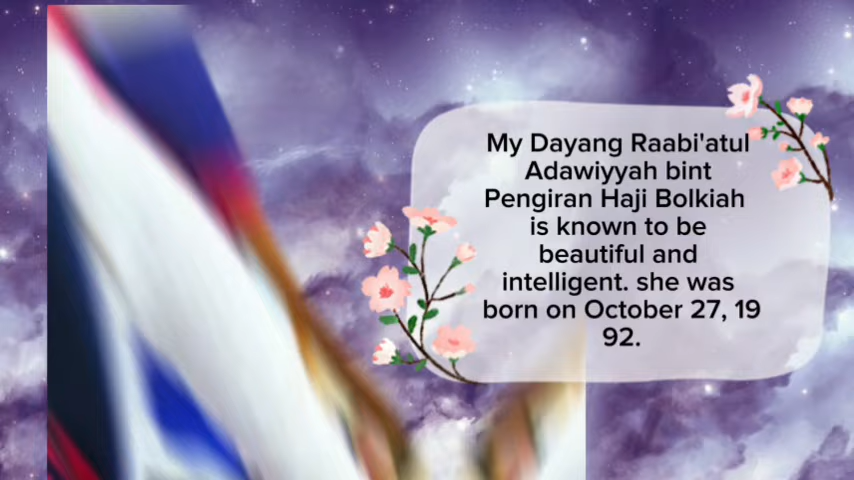 My Dayang Raabi'atul
Adawiyyah bint
Pengiran Haji Bolkiah
is known to be
beautiful and
intelligent. she was
born on October 27, 19
92.